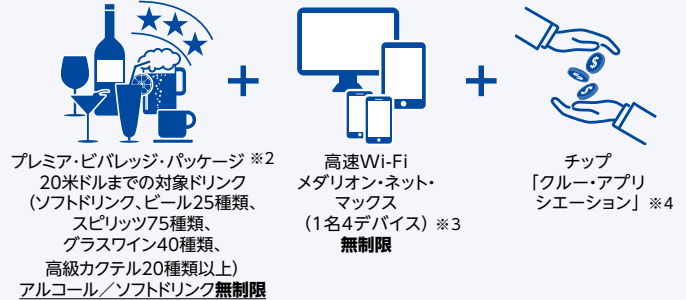 プレミア・ビバレッジ・パッケージ ※2
20米ドルまでの対象ドリンク
（ソフトドリンク、ビール25種類、
スピリッツ75種類、
グラスワイン40種類、
高級カクテル20種類以上）
アルコール／ソフトドリンク無制限
高速Wi-Fi
メダリオン・ネット・
マックス
（1名4デバイス）※3
無制限
チップ
「クルー・アプリ
シエーション」※4